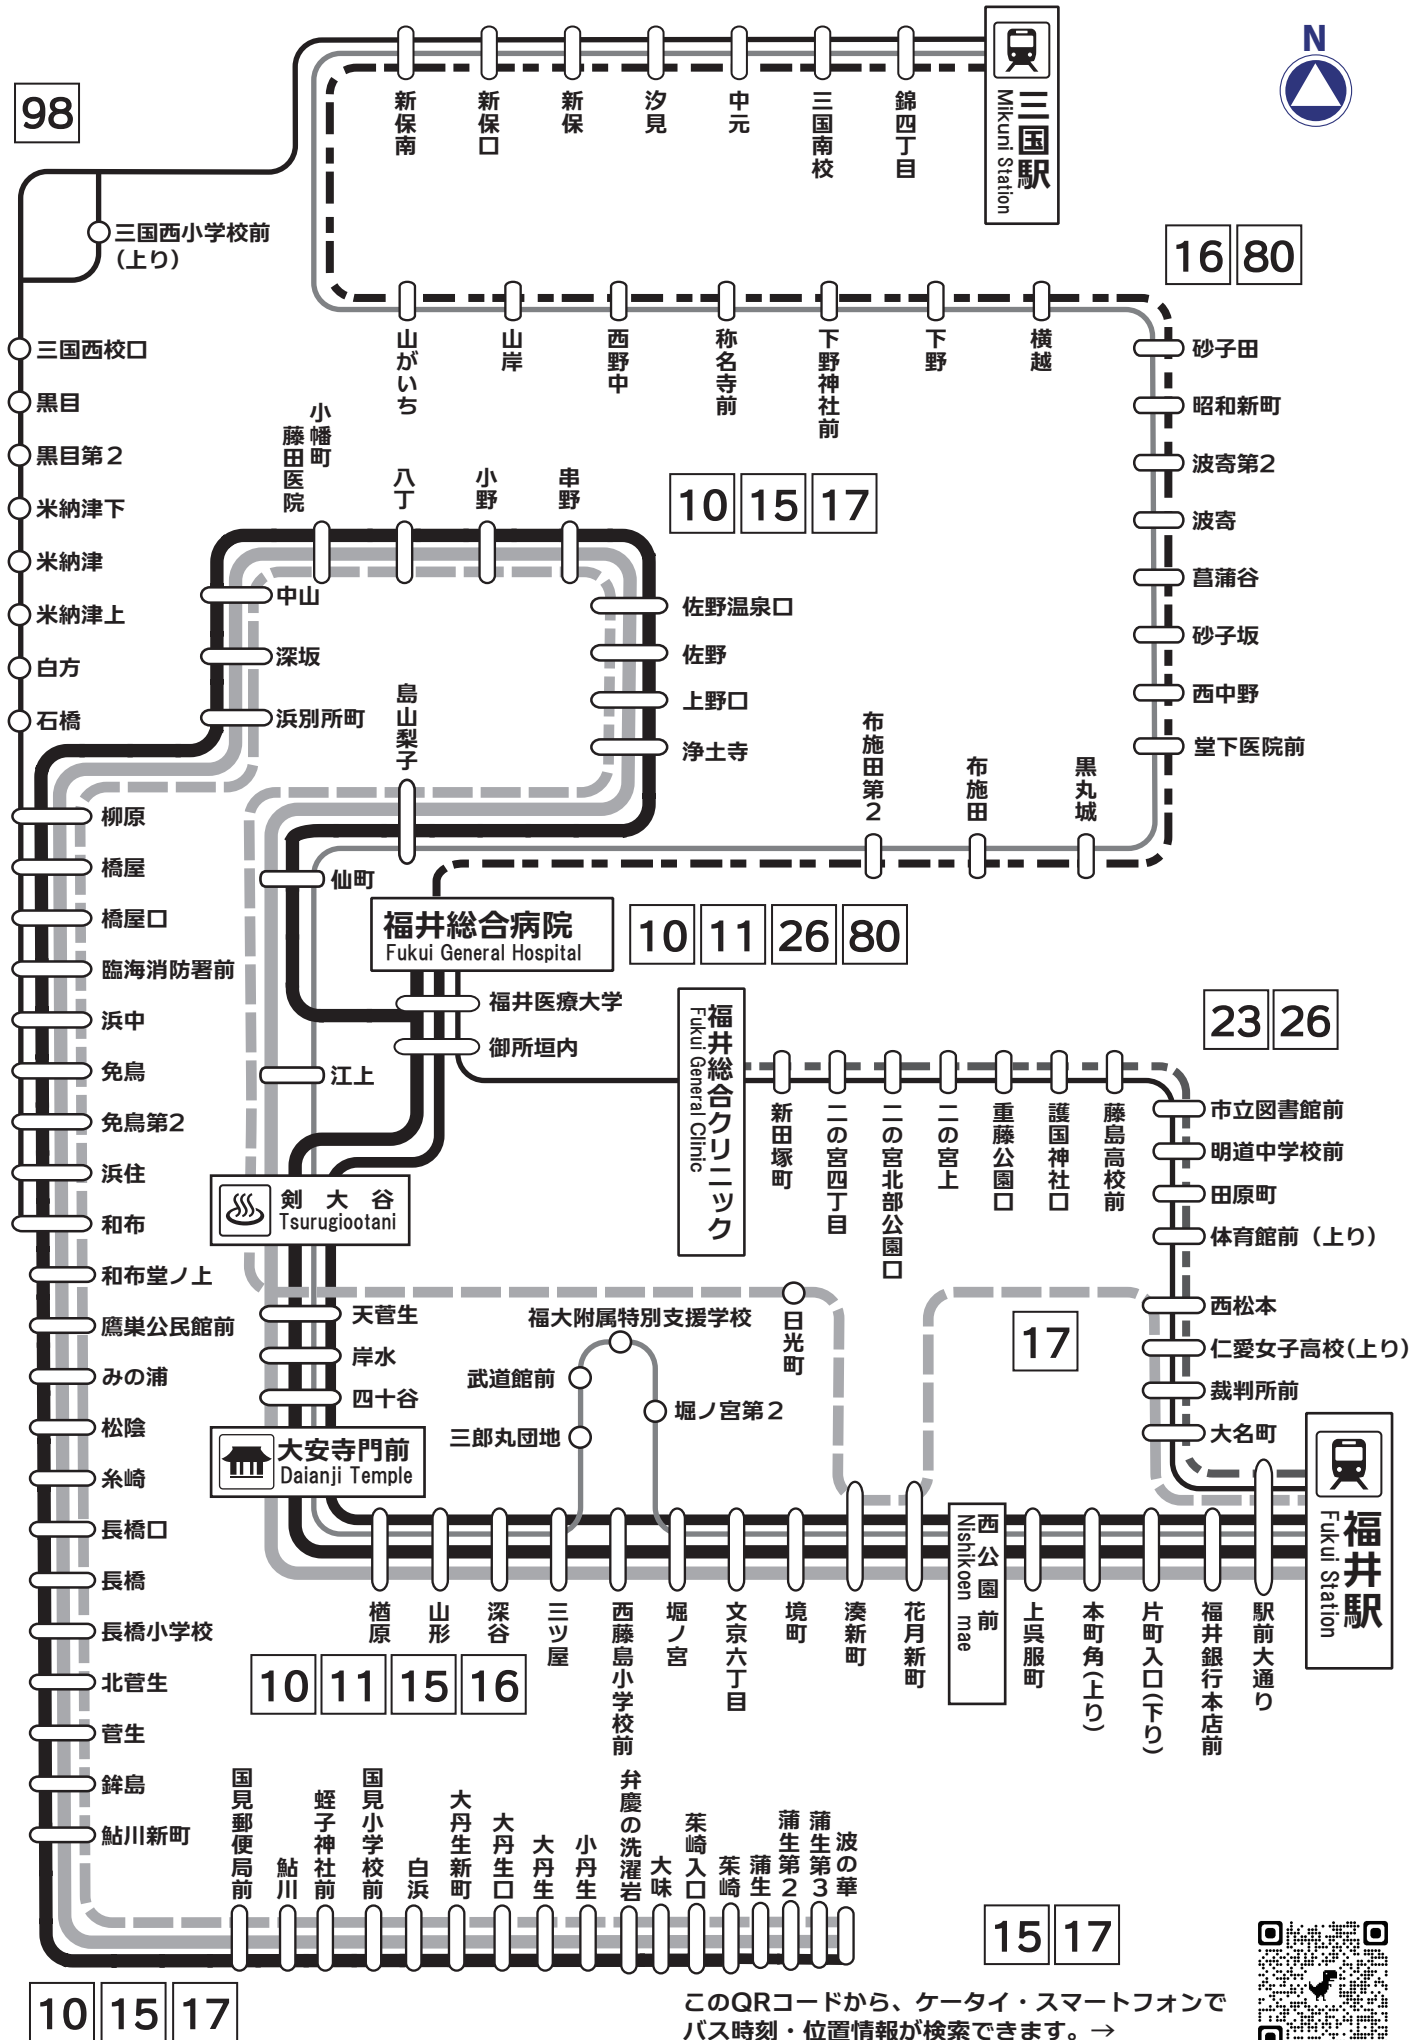 N
98
新保南
新保口
新保
汐見
中元
三国南校
錦四丁目
三国駅
Mikuni Station
三国西小学校前
(上り)
16 80
山がいち
山岸
西野中
称名寺前
下野神社前
下野
横越
三国西校口
黒目
黒目第2
米納津下
米納津
米納津上
白方
石橋
砂子田
昭和新町
波寄第2
波寄
菖蒲谷
砂子坂
西中野
堂下医院前
小幡町
藤田医院
八丁
小野
串野
10 15 17
中山
深坂
浜別所町
佐野温泉口
佐野
上野口
浄土寺
島山梨子
布施田第2
布施田
黒丸城
仙町
福井総合病院
Fukui General Hospital
10 11 26 80
福井医療大学
御所垣内
江上
福井総合クリニック
Fukui General Clinic
23 26
新田塚町
二の宮四丁目
二の宮北部公園口
二の宮上
重藤公園口
護国神社口
藤島高校前
市立図書館前
明道中学校前
田原町
体育館前（上り）
西松本
仁愛女子高校(上り)
裁判所前
大名町
柳原
橋屋
橋屋口
臨海消防署前
浜中
免鳥
免鳥第2
浜住
和布
和布堂ノ上
鷹巣公民館前
みの浦
松陰
糸崎
長橋口
長橋
長橋小学校
北菅生
菅生
鉾島
鮎川新町
剣大谷
Tsurugiootani
天菅生
岸水
四十谷
大安寺門前
Daianji Temple
福大附属特別支援学校
武道館前
三郎丸団地
堀ノ宮第2
日光町
17
楢原
山形
深谷
三ツ屋
西藤島小学校前
堀ノ宮
文京六丁目
境町
湊新町
花月新町
西公園前
Nishikoen mae
上呉服町
本町角(上り)
片町入口(下り)
福井銀行本店前
駅前大通り
福井駅
Fukui Station
10 11 15 16
国見郵便局前
鮎川
蛭子神社前
国見小学校前
白浜
大丹生新町
大丹生口
大丹生
小丹生
弁慶の洗濯岩
大味
茱崎入口
茱崎
蒲生
蒲生第2
蒲生第3
波の華
15 17
10 15 17
このQRコードから、ケータイ・スマートフォンで
バス時刻・位置情報が検索できます。→